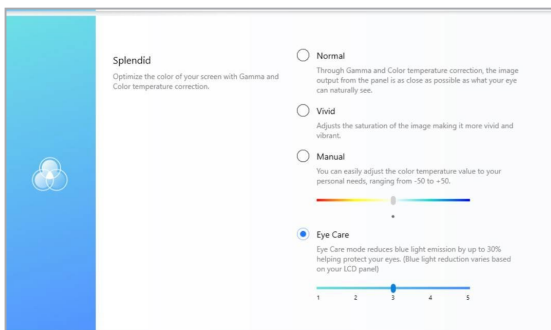 Splendid
Optimize the color of your screen with Gamma and
Color temperature correction.
Normal
Through Gamma and Color temperature correction, the image
output from the panel is as close as possible as what your eye
can naturally see.
Vivid
Adjusts the saturation of the image making it more vivid and
vibrant.
Manual
You can easily adjust the color temperature value to your
personal needs, ranging from -50 to +50.
Eye Care
Eye Care mode reduces blue light emission by up to 30%
helping protect your eyes. (Blue light reduction varies based
on your LCD panel)
1 2 3 4 5